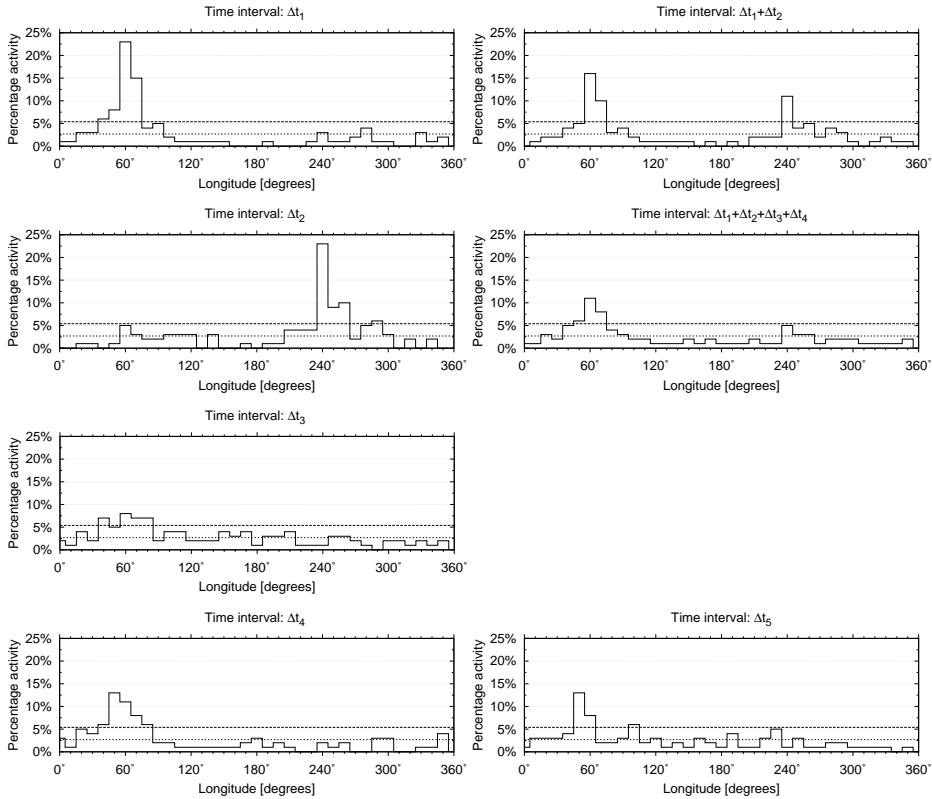 Time interval: Δt1
Percentage activity
25%
20%
15%
10%
5%
0%
0° 60° 120° 180° 240° 300° 360°
Longitude [degrees]
Time interval: Δt1+Δt2
Percentage activity
25%
20%
15%
10%
5%
0%
0° 60° 120° 180° 240° 300° 360°
Longitude [degrees]
Time interval: Δt2
Percentage activity
25%
20%
15%
10%
5%
0%
0° 60° 120° 180° 240° 300° 360°
Longitude [degrees]
Time interval: Δt1+Δt2+Δt3+Δt4
Percentage activity
25%
20%
15%
10%
5%
0%
0° 60° 120° 180° 240° 300° 360°
Longitude [degrees]
Time interval: Δt3
Percentage activity
25%
20%
15%
10%
5%
0%
0° 60° 120° 180° 240° 300° 360°
Longitude [degrees]
Time interval: Δt4
Percentage activity
25%
20%
15%
10%
5%
0%
0° 60° 120° 180° 240° 300° 360°
Longitude [degrees]
Time interval: Δt5
Percentage activity
25%
20%
15%
10%
5%
0%
0° 60° 120° 180° 240° 300° 360°
Longitude [degrees]